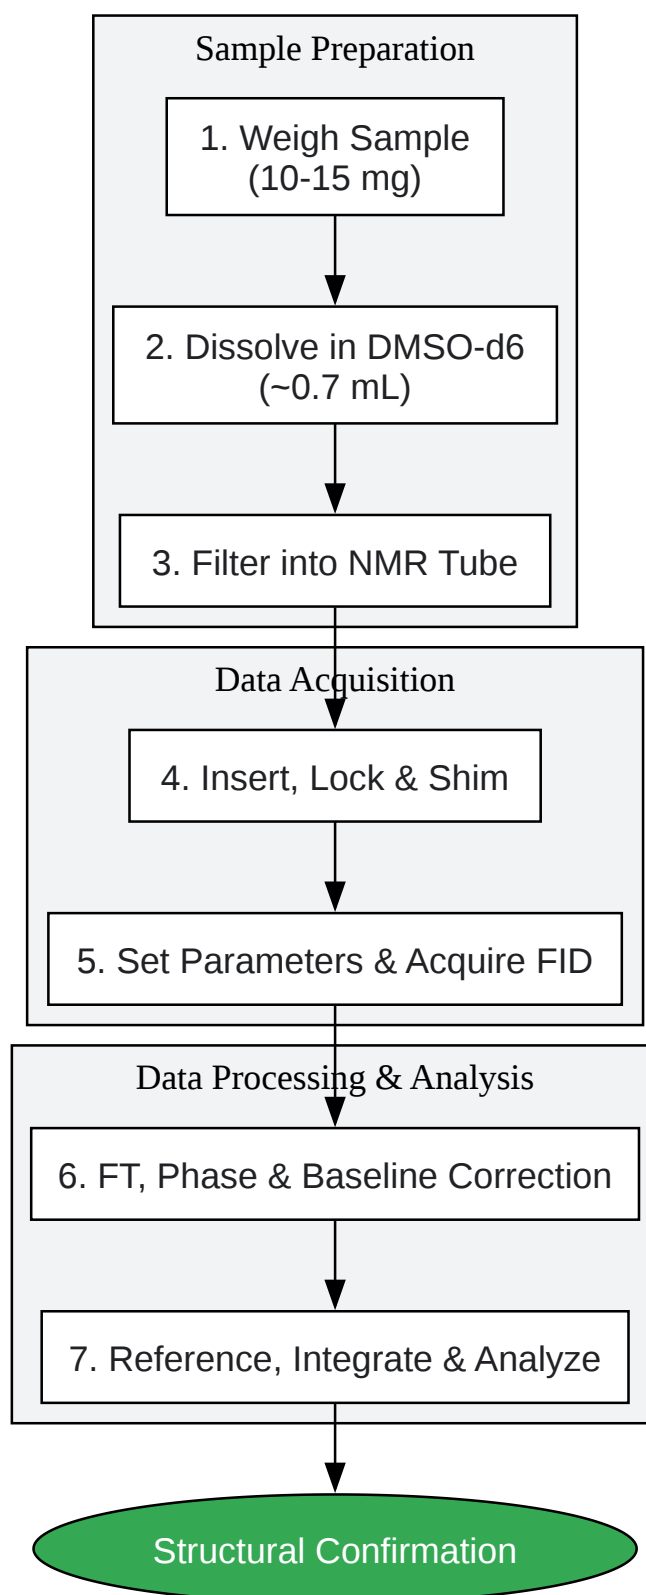 Sample Preparation
1. Weigh Sample
(10-15 mg)
2. Dissolve in DMSO-d6
(~0.7 mL)
3. Filter into NMR Tube
Data Acquisition
4. Insert, Lock & Shim
5. Set Parameters & Acquire FID
Data Processing & Analysis
6. FT, Phase & Baseline Correction
7. Reference, Integrate & Analyze
Structural Confirmation